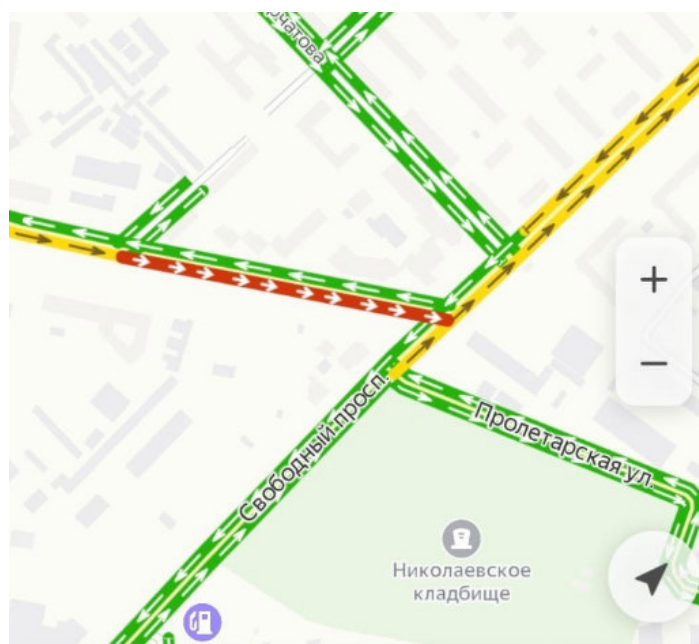 Свободный просп.
Пролетарская ул.
Николаевское
кладбище